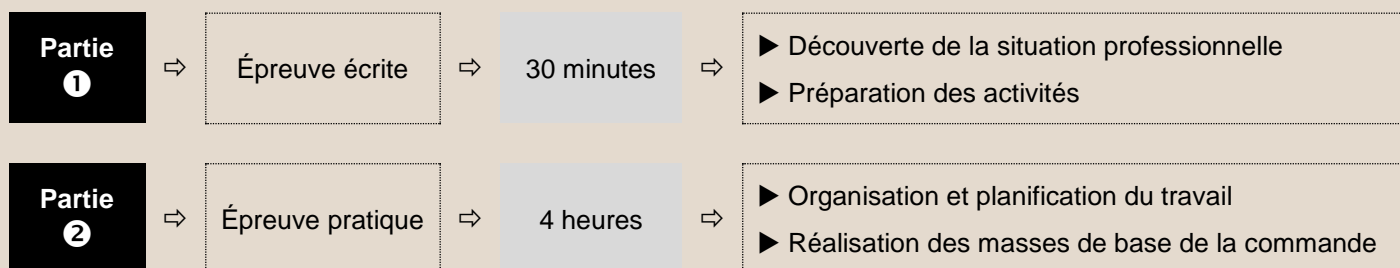 Partie
❶
⇨
Épreuve écrite
⇨
30 minutes
⇨
▶ Découverte de la situation professionnelle
▶ Préparation des activités
Partie
❷
⇨
Épreuve pratique
⇨
4 heures
⇨
▶ Organisation et planification du travail
▶ Réalisation des masses de base de la commande